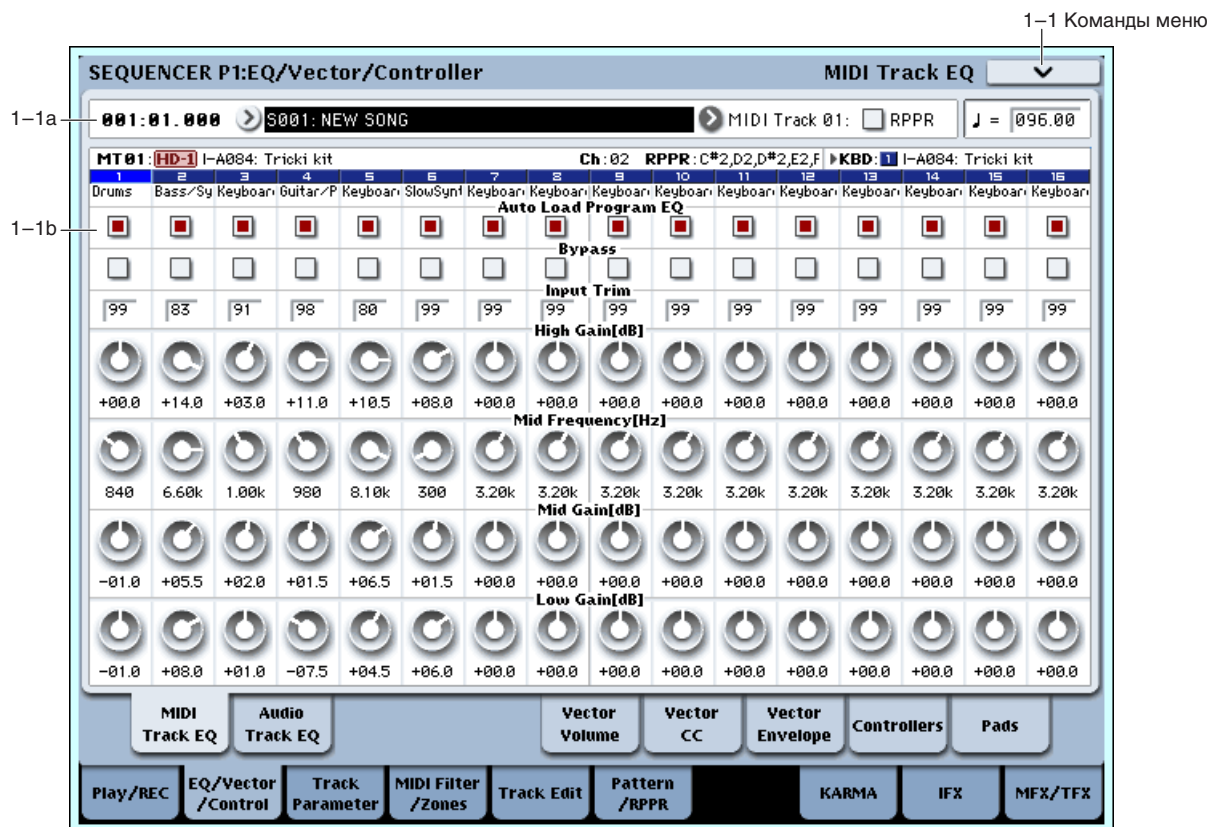 1–1 Команды меню
SEQUENCER P1:EQ/Vector/Controller MIDI Track EQ
1–1a 001:01.000 S001: NEW SONG MIDI Track 01: RPPR ♩ = 096.00
MT01: HD-1 I-A084: Tricki kit Ch:02 RPPR: C#2,D2,D#2,E2,F ▶KBD: 1 I-A084: Tricki kit
1 2 3 4 5 6 7 8 9 10 11 12 13 14 15 16
Drums Bass/Sy Keyboar Guitar/P Keyboar SlowSynt Keyboar Keyboar Keyboar Keyboar Keyboar Keyboar Keyboar Keyboar Keyboar Keyboar
Auto Load Program EQ
1–1b
Bypass
Input Trim
99 83 91 98 80 99 99 99 99 99 99 99 99 99 99 99
High Gain[dB]
+00.0 +14.0 +03.0 +11.0 +10.5 +08.0 +00.0 +00.0 +00.0 +00.0 +00.0 +00.0 +00.0 +00.0 +00.0 +00.0
Mid Frequency[Hz]
840 6.60k 1.00k 980 8.10k 300 3.20k 3.20k 3.20k 3.20k 3.20k 3.20k 3.20k 3.20k 3.20k 3.20k
Mid Gain[dB]
-01.0 +05.5 +02.0 +01.5 +06.5 +01.5 +00.0 +00.0 +00.0 +00.0 +00.0 +00.0 +00.0 +00.0 +00.0 +00.0
Low Gain[dB]
-01.0 +08.0 +01.0 -07.5 +04.5 +06.0 +00.0 +00.0 +00.0 +00.0 +00.0 +00.0 +00.0 +00.0 +00.0 +00.0
MIDI Track EQ
Audio Track EQ
Vector Volume
Vector CC
Vector Envelope
Controllers
Pads
Play/REC
EQ/Vector /Control
Track Parameter
MIDI Filter /Zones
Track Edit
Pattern /RPPR
KARMA
IFX
MFX/TFX